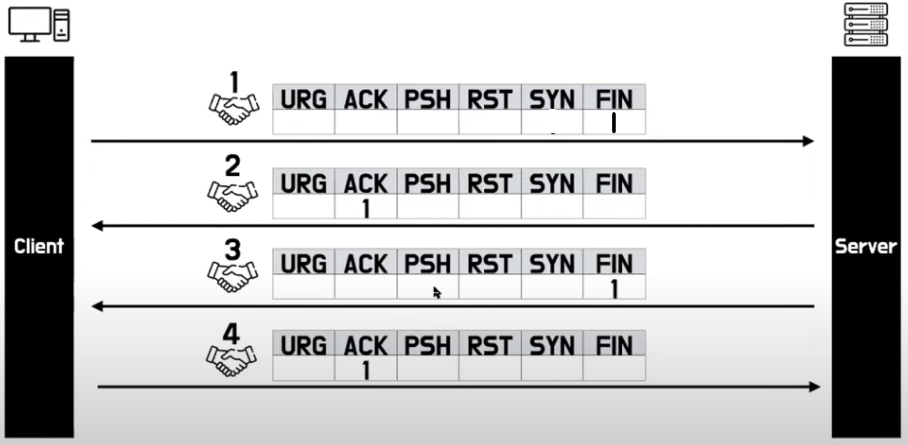 1
URG ACK PSH RST SYN FIN
1
2
URG ACK PSH RST SYN FIN
1
Client
Server
3
URG ACK PSH RST SYN FIN
1
4
URG ACK PSH RST SYN FIN
1